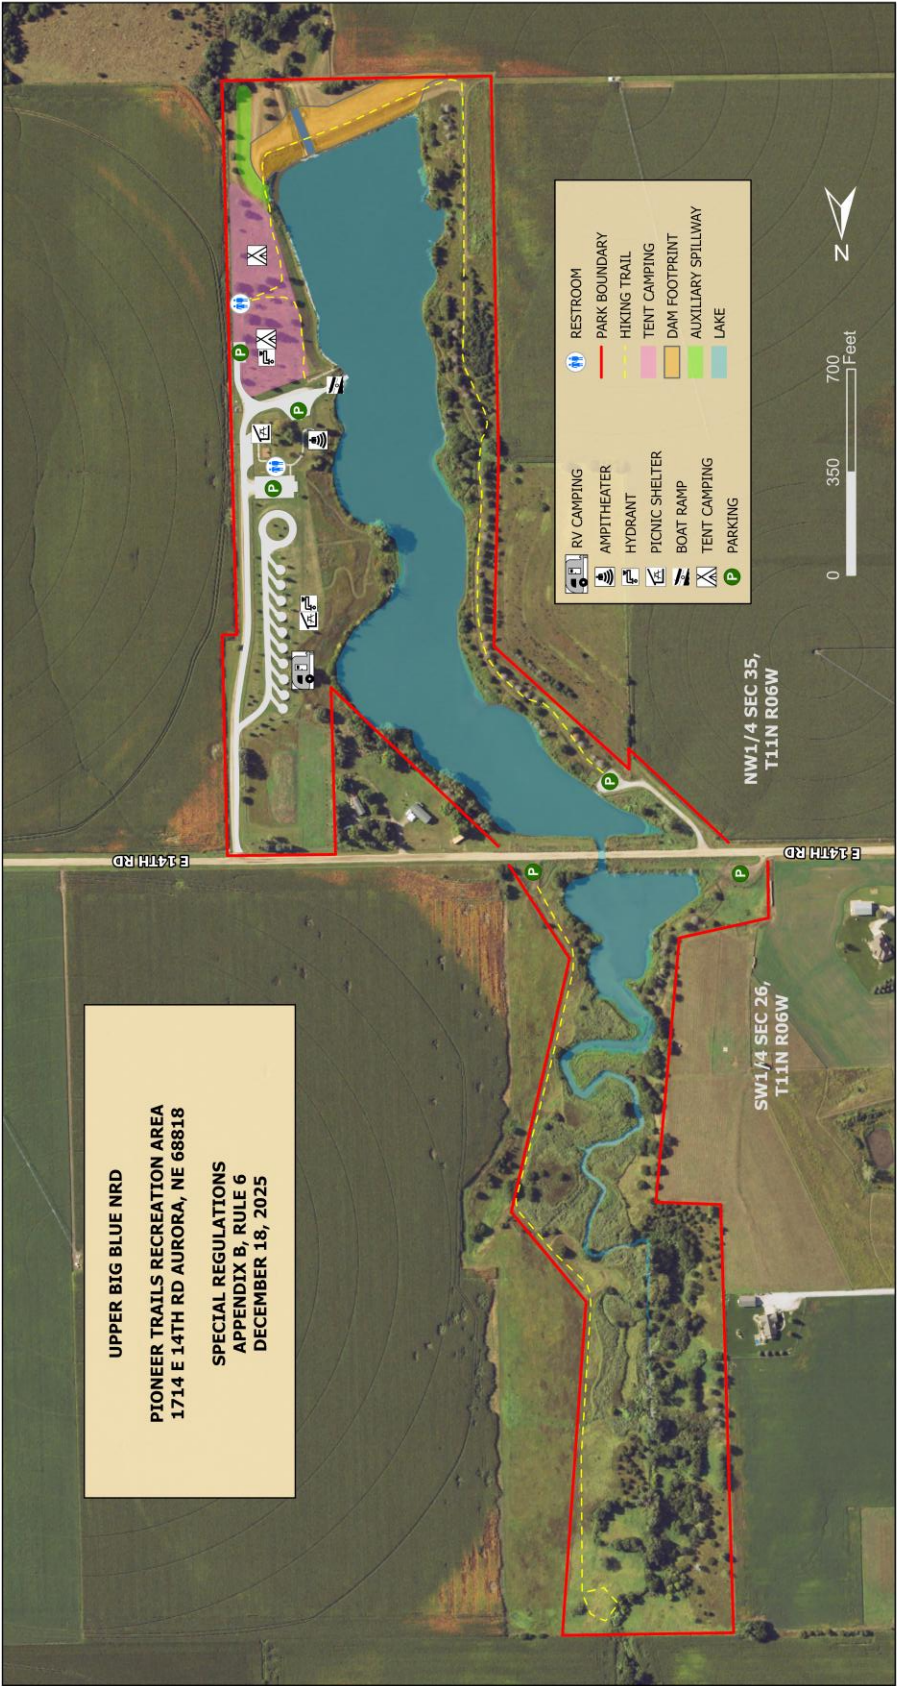 UPPER BIG BLUE NRD
PIONEER TRAILS RECREATION AREA
1714 E 14TH RD AURORA, NE 68818
SPECIAL REGULATIONS
APPENDIX B, RULE 6
DECEMBER 18, 2025
E 14TH RD
E 14TH RD
SW1/4 SEC 26,
T11N R06W
NW1/4 SEC 35,
T11N R06W
RV CAMPING
AMPITHEATER
HYDRANT
PICNIC SHELTER
BOAT RAMP
TENT CAMPING
P PARKING
RESTROOM
PARK BOUNDARY
HIKING TRAIL
TENT CAMPING
DAM FOOTPRINT
AUXILIARY SPILLWAY
LAKE
0 350 700
Feet
N
P
P
P
P
P
P